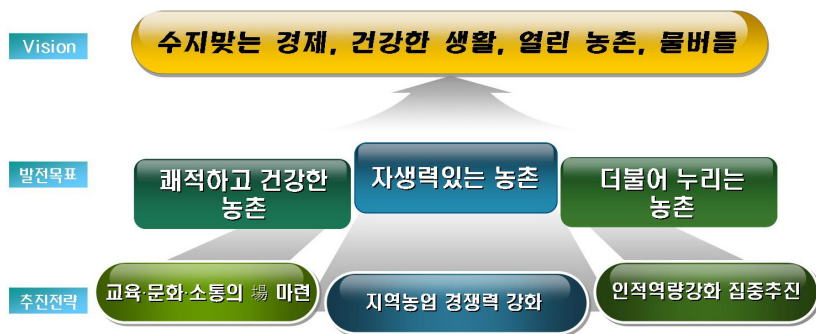 Vision
수지맞는 경제, 건강한 생활, 열린 농촌, 물버들
발전목표
쾌적하고 건강한
농촌
자생력있는 농촌
더불어 누리는
농촌
추진전략
교육·문화·소통의 場 마련
지역농업 경쟁력 강화
인적역량강화 집중추진